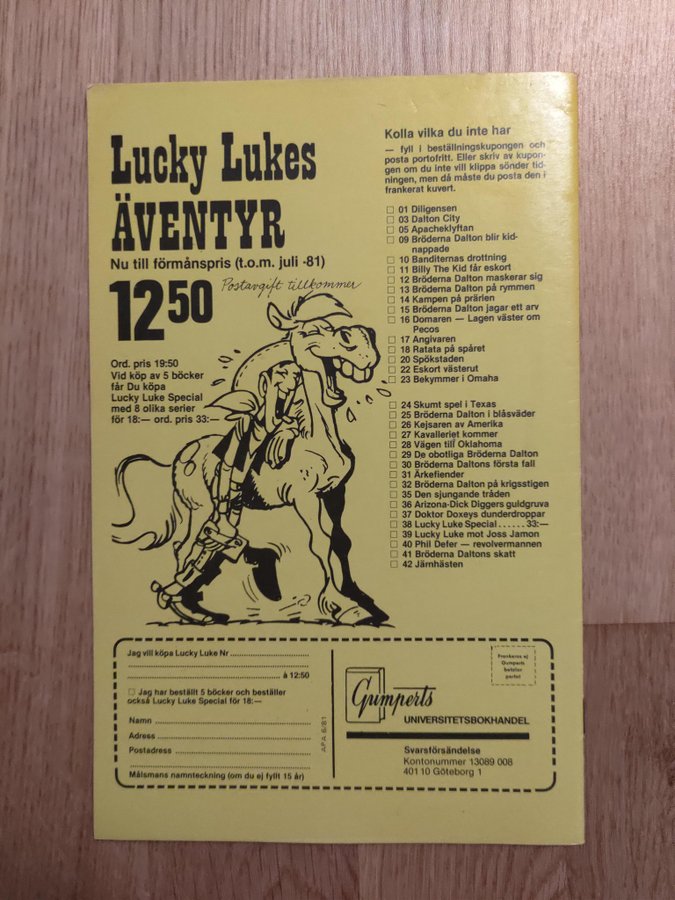 Lucky Lukes
ÄVENTYR
Nu till förmånspris (t.o.m. juli -81)
12 50
Postavgift tillkommer
Ord. pris 19:50
Vid köp av 5 böcker
får Du köpa
Lucky Luke Special
med 8 olika serier
för 18:— ord. pris 33:—
Kolla vilka du inte har
— fyll i beställningskupongen och
posta portofritt. Eller skriv av kupon-
gen om du inte vill klippa sönder tid-
ningen, men då måste du posta den i
frankerat kuvert.
01 Diligensen
03 Dalton City
05 Apacheklyftan
09 Bröderna Dalton blir kid-
nappade
10 Banditernas drottning
11 Billy The Kid får eskort
12 Bröderna Dalton maskerar sig
13 Bröderna Dalton på rymmen
14 Kampen på prärien
15 Bröderna Dalton jagar ett arv
16 Domaren — Lagen väster om
Pecos
17 Angivaren
18 Ratata på spåret
20 Spökstaden
22 Eskort västerut
23 Bekymmer i Omaha
24 Skumt spel i Texas
25 Bröderna Dalton i blåsväder
26 Kejsaren av Amerika
27 Kavalleriet kommer
28 Vägen till Oklahoma
29 De obotliga Bröderna Dalton
30 Bröderna Daltons första fall
31 Ärkefiender
32 Bröderna Dalton på krigsstigen
35 Den sjungande tråden
36 Arizona-Dick Diggers guldgruva
37 Doktor Doxeys dunderdroppar
38 Lucky Luke Special......33:—
39 Lucky Luke mot Joss Jamon
40 Phil Defer — revolvermannen
41 Bröderna Daltons skatt
42 Järnhästen
Jag vill köpa Lucky Luke Nr
à 12:50
Jag har beställt 5 böcker och beställer
också Lucky Luke Special för 18:—
Namn
Adress
Postadress
Målsmans namnteckning (om du ej fyllt 15 år)
APA 6/81
Frankeras ej
Gumperts
betalar
portot
Gumperts
UNIVERSITETSBOKHANDEL
Svarsförsändelse
Kontonummer 13089 008
401 10 Göteborg 1